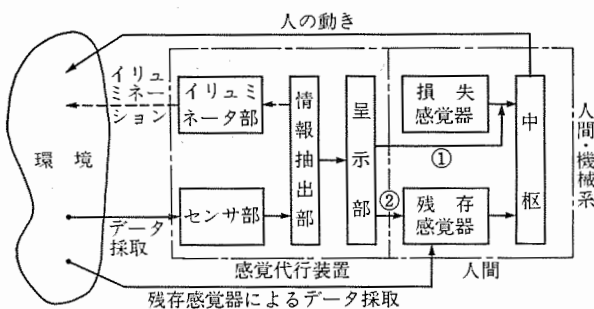 人の動き
イリュ
ミネー
ション
イリュミ
ネータ部
情報抽出部
呈示部
損失
感覚器
中枢
人間・機械系
①
環境
②
データ
採取
センサ部
残存
感覚器
感覚代行装置
人間
残存感覚器によるデータ採取